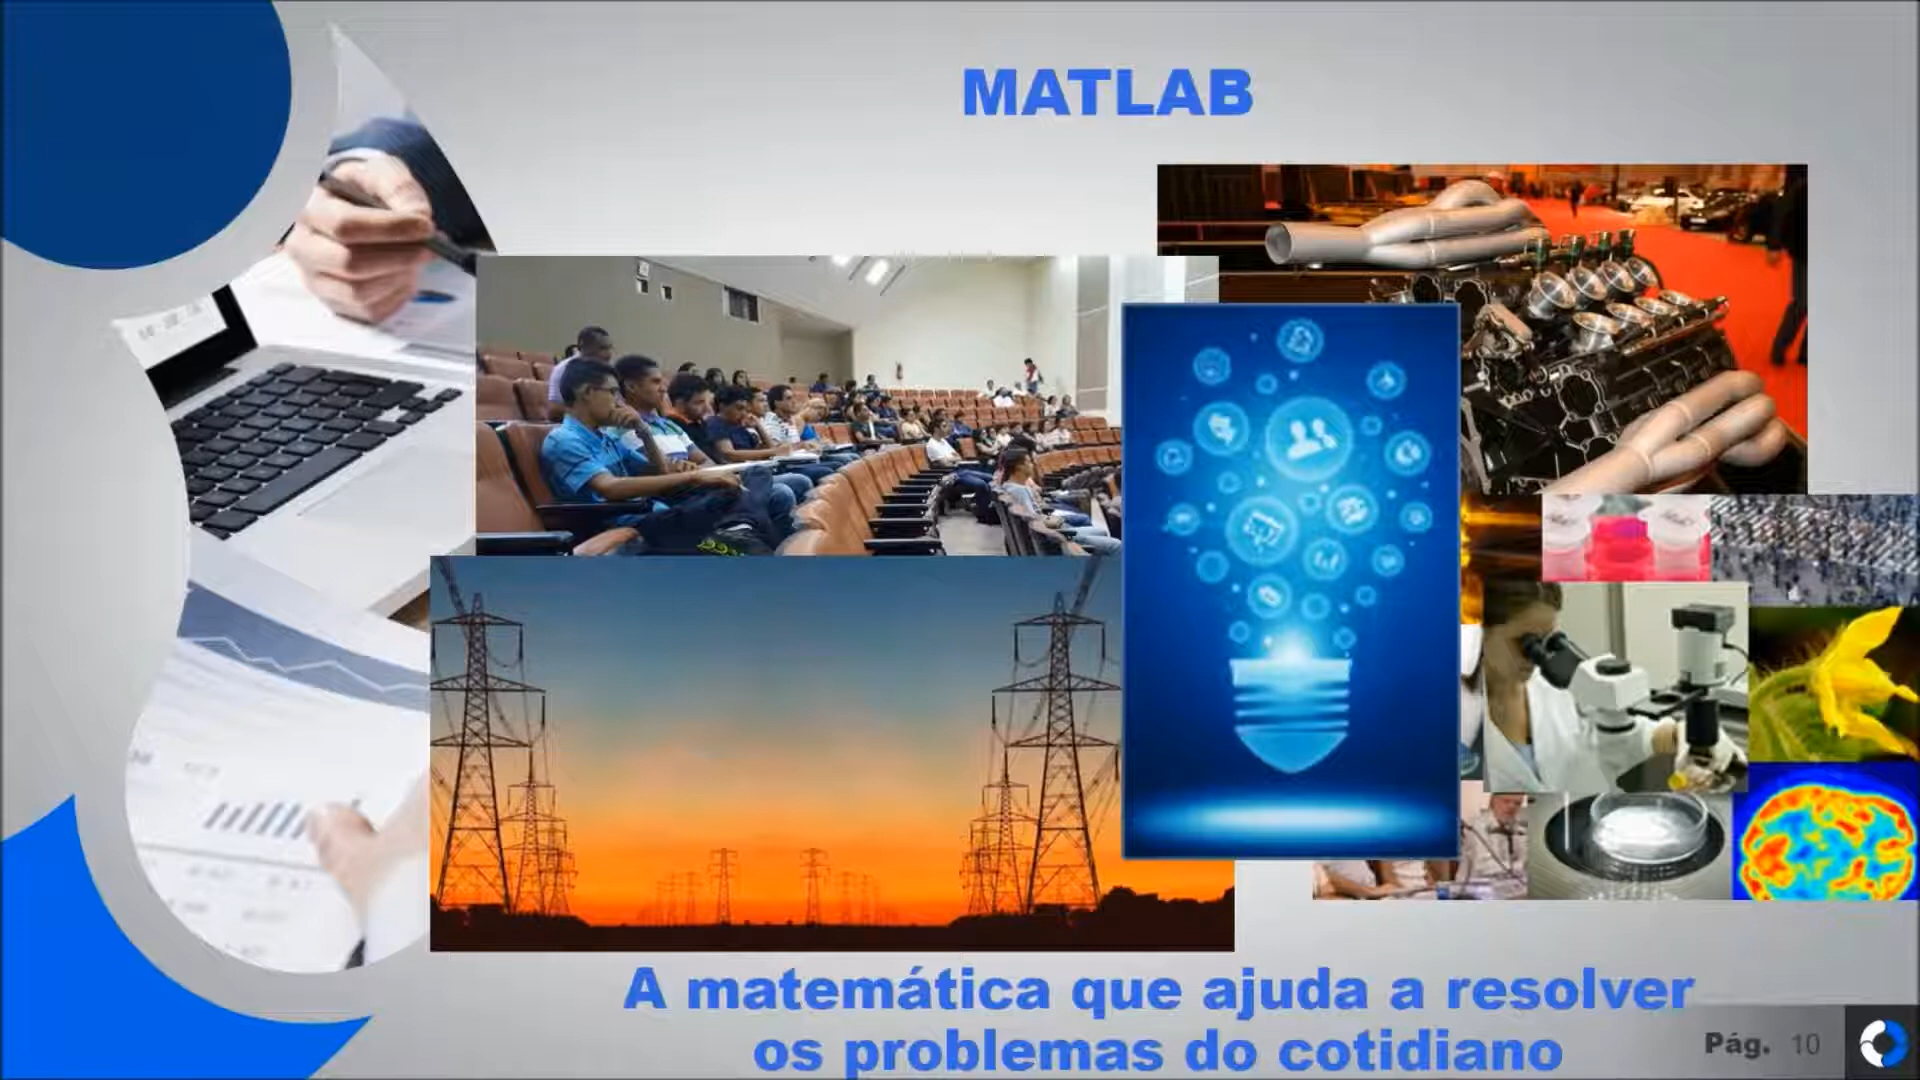 MATLAB
A matemática que ajuda a resolver
os problemas do cotidiano
Pág. 10